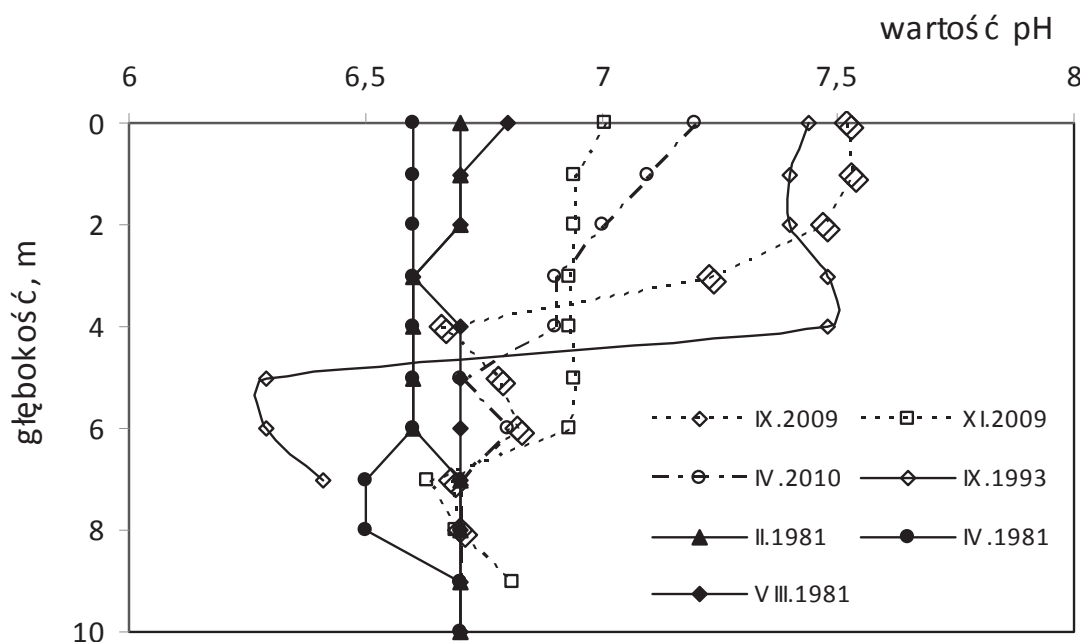 wartość pH
6 6,5 7 7,5 8
0
2
4
6
8
10
głębokość, m
IX.2009 XI.2009
IV.2010 IX.1993
II.1981 IV.1981
VIII.1981